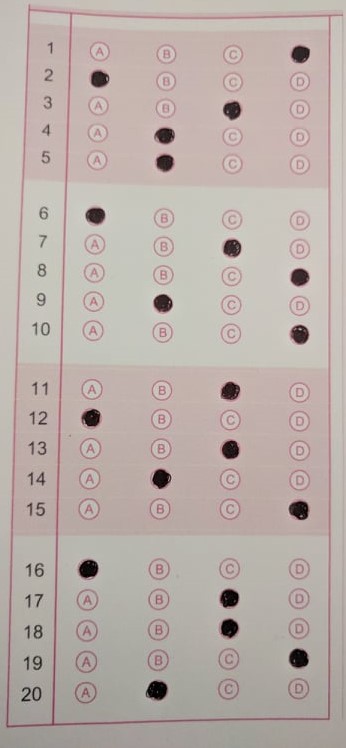 1 A B C
2 B C D
3 A B D
4 A C D
5 A C D
6 B C D
7 A B D
8 A B C
9 A C D
10 A B C
11 A B D
12 B C D
13 A B D
14 A C D
15 A B C
16 B C D
17 A B D
18 A B D
19 A B C
20 A C D